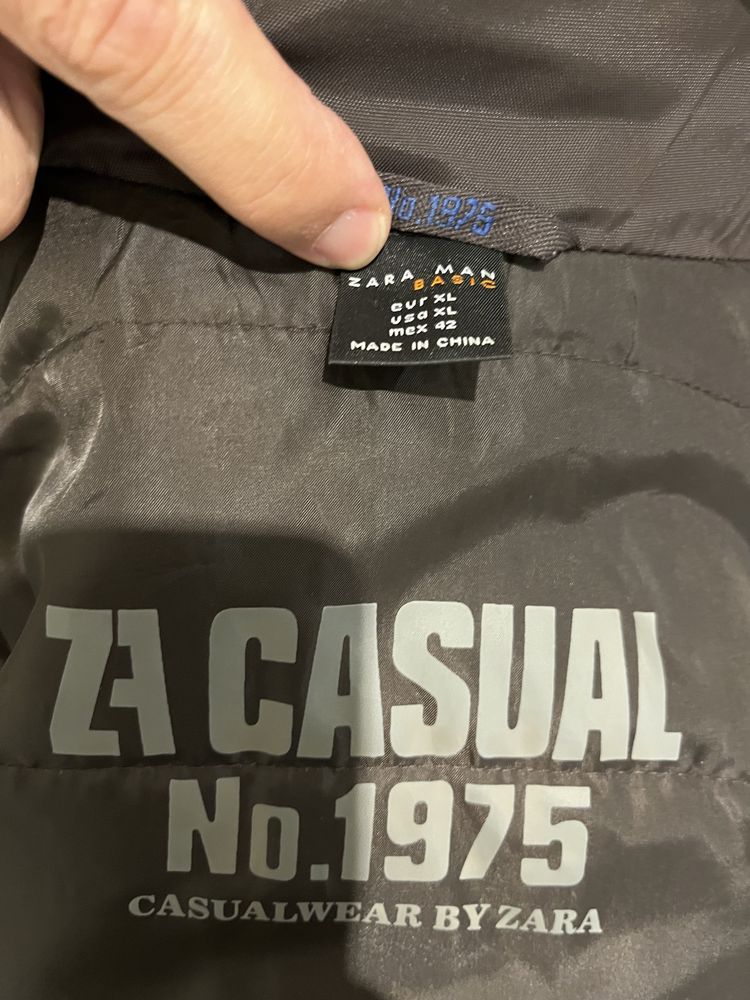 No.1975
ZARA MAN
BASIC
eur XL
usa XL
mex 42
MADE IN CHINA
ZA CASUAL
No.1975
CASUALWEAR BY ZARA